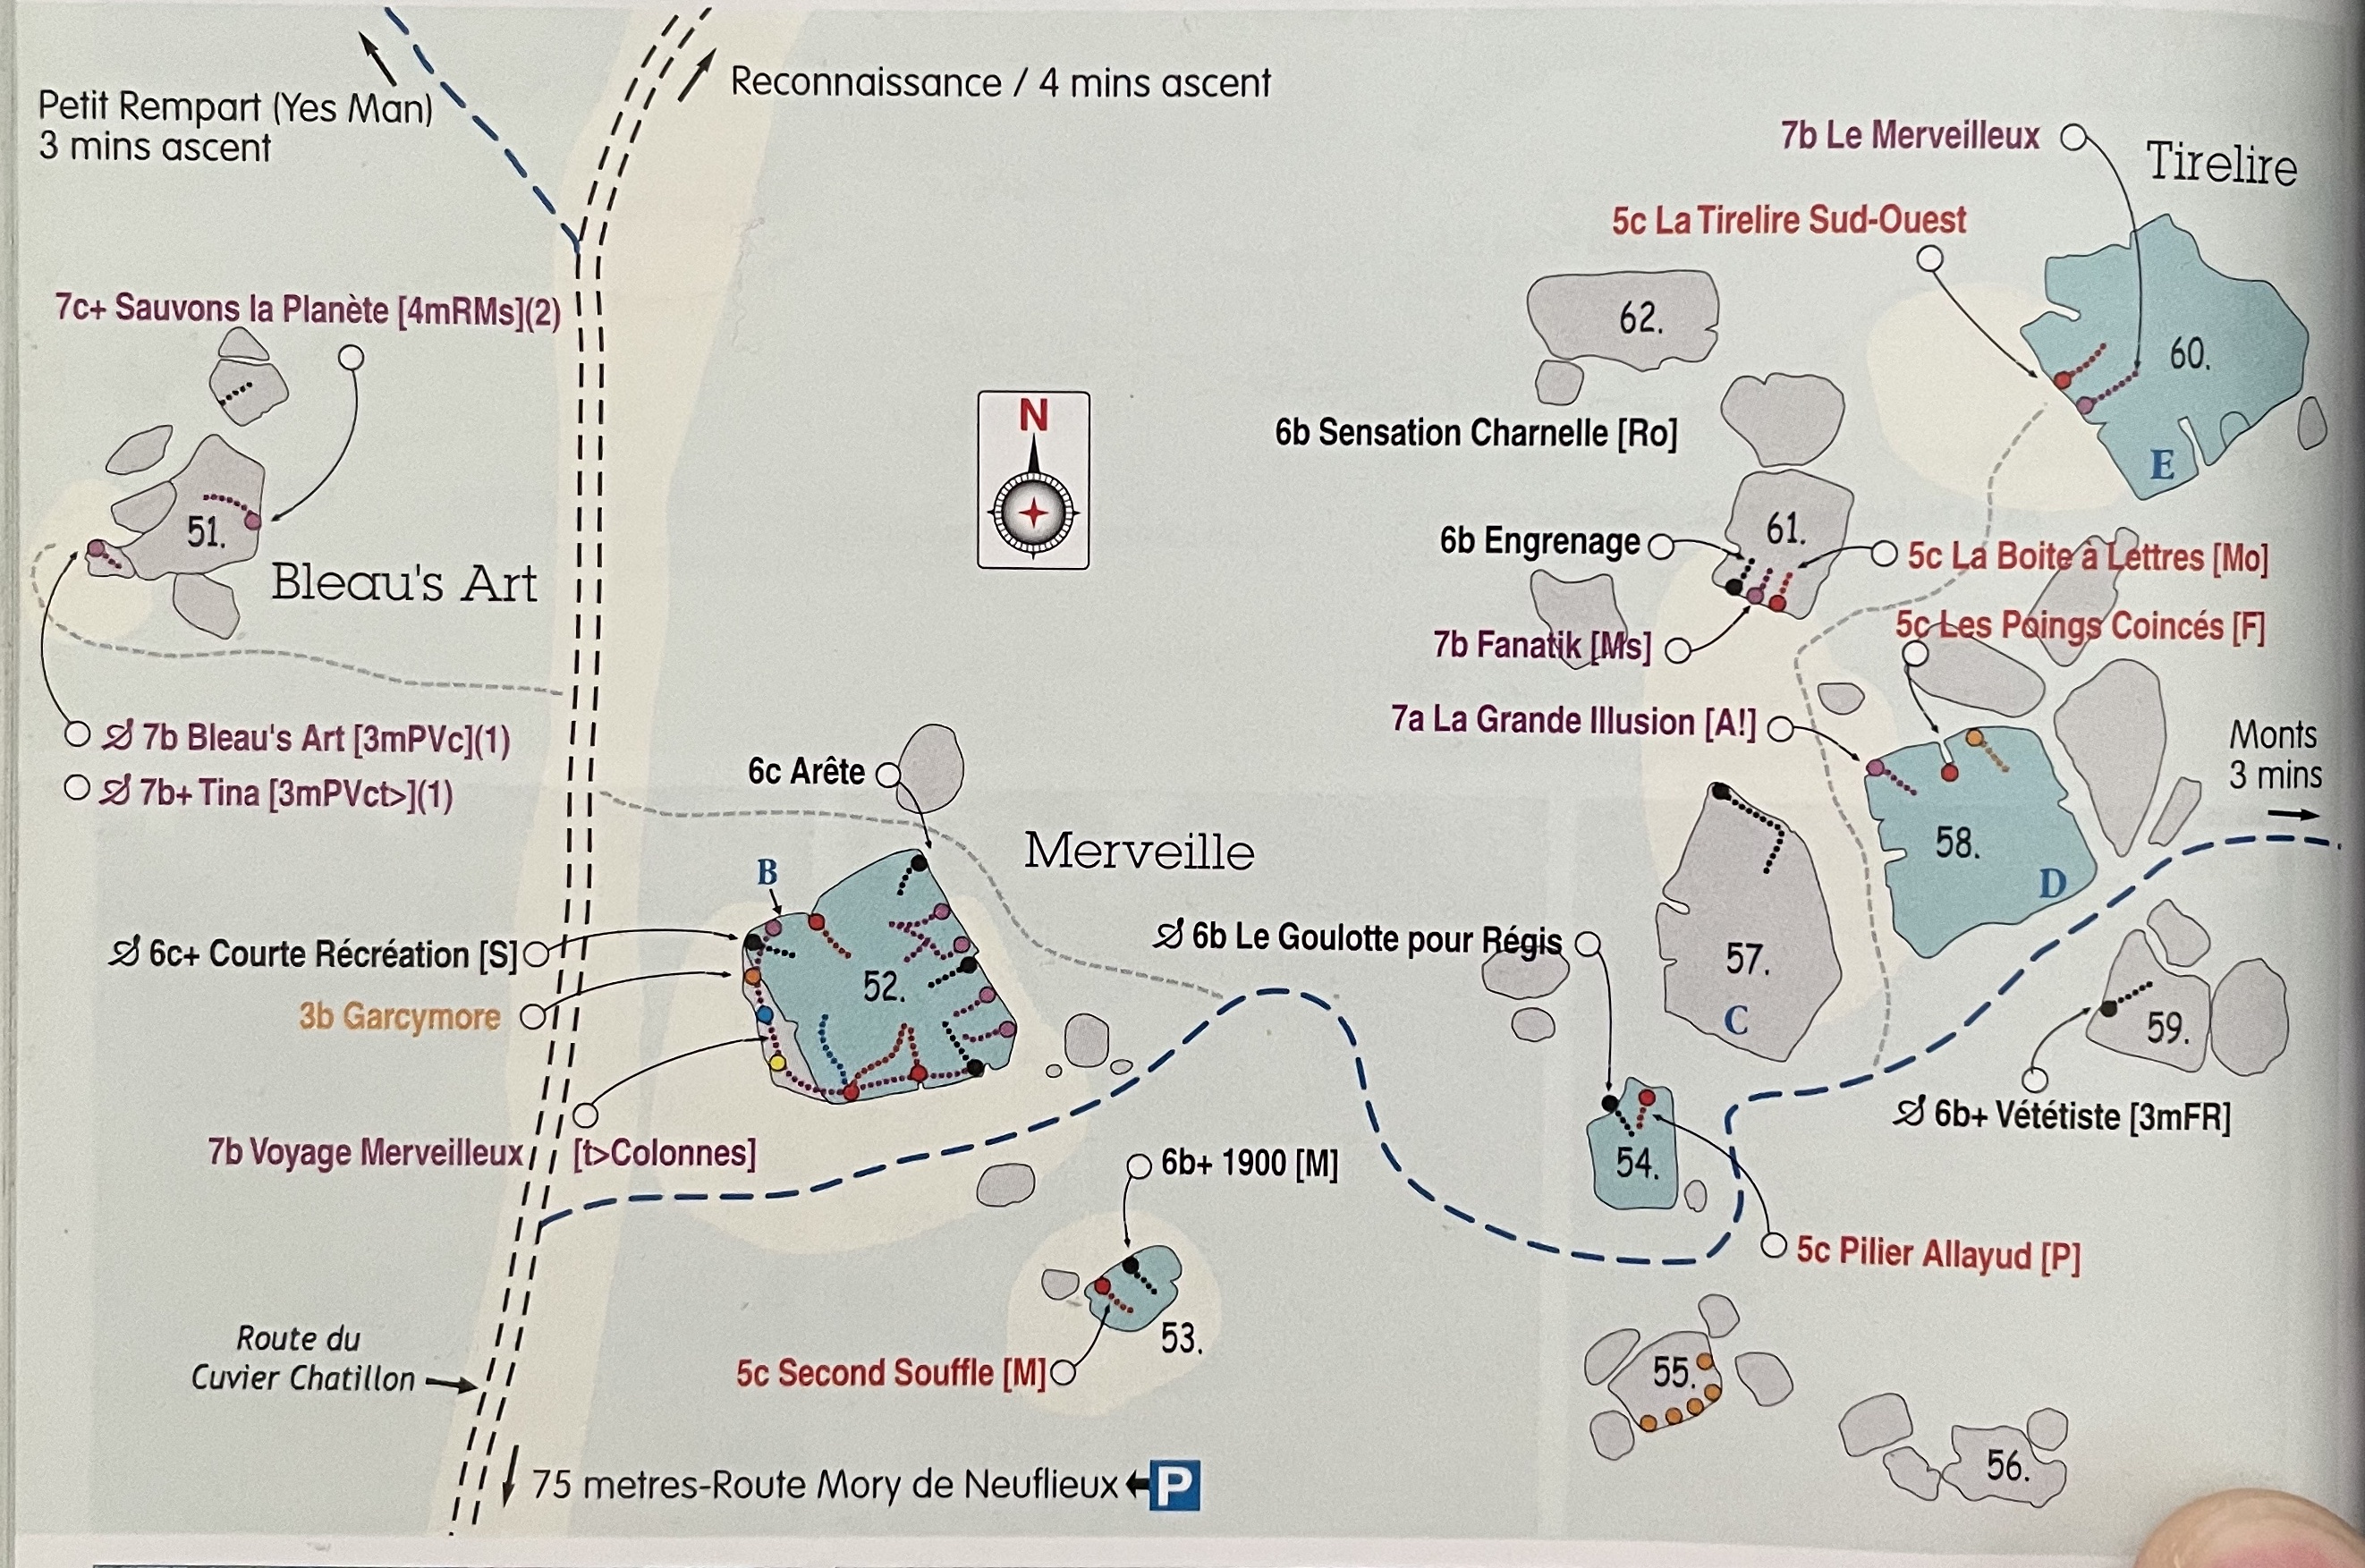 Reconnaissance / 4 mins ascent
Petit Rempart (Yes Man)
3 mins ascent
7b Le Merveilleux
Tirelire
5c La Tirelire Sud-Ouest
7c+ Sauvons la Planète [4mRMs](2)
62.
60.
N
6b Sensation Charnelle [Ro]
E
51.
Bleau's Art
61.
6b Engrenage
5c La Boite à Lettres [Mo]
5c Les Poings Coincés [F]
7b Fanatik [Ms]
7a La Grande Illusion [A!]
7b Bleau's Art [3mPVc](1)
7b+ Tina [3mPVct>](1)
Monts
3 mins
6c Arête
Merveille
58.
D
B
6b Le Goulotte pour Régis
6c+ Courte Récréation [S]
52.
57.
C
3b Garcymore
59.
6b+ Vététiste [3mFR]
7b Voyage Merveilleux [t>Colonnes]
6b+ 1900 [M]
54.
5c Pilier Allayud [P]
53.
Route du
Cuvier Chatillon
5c Second Souffle [M]
55.
56.
75 metres-Route Mory de Neuflieux P